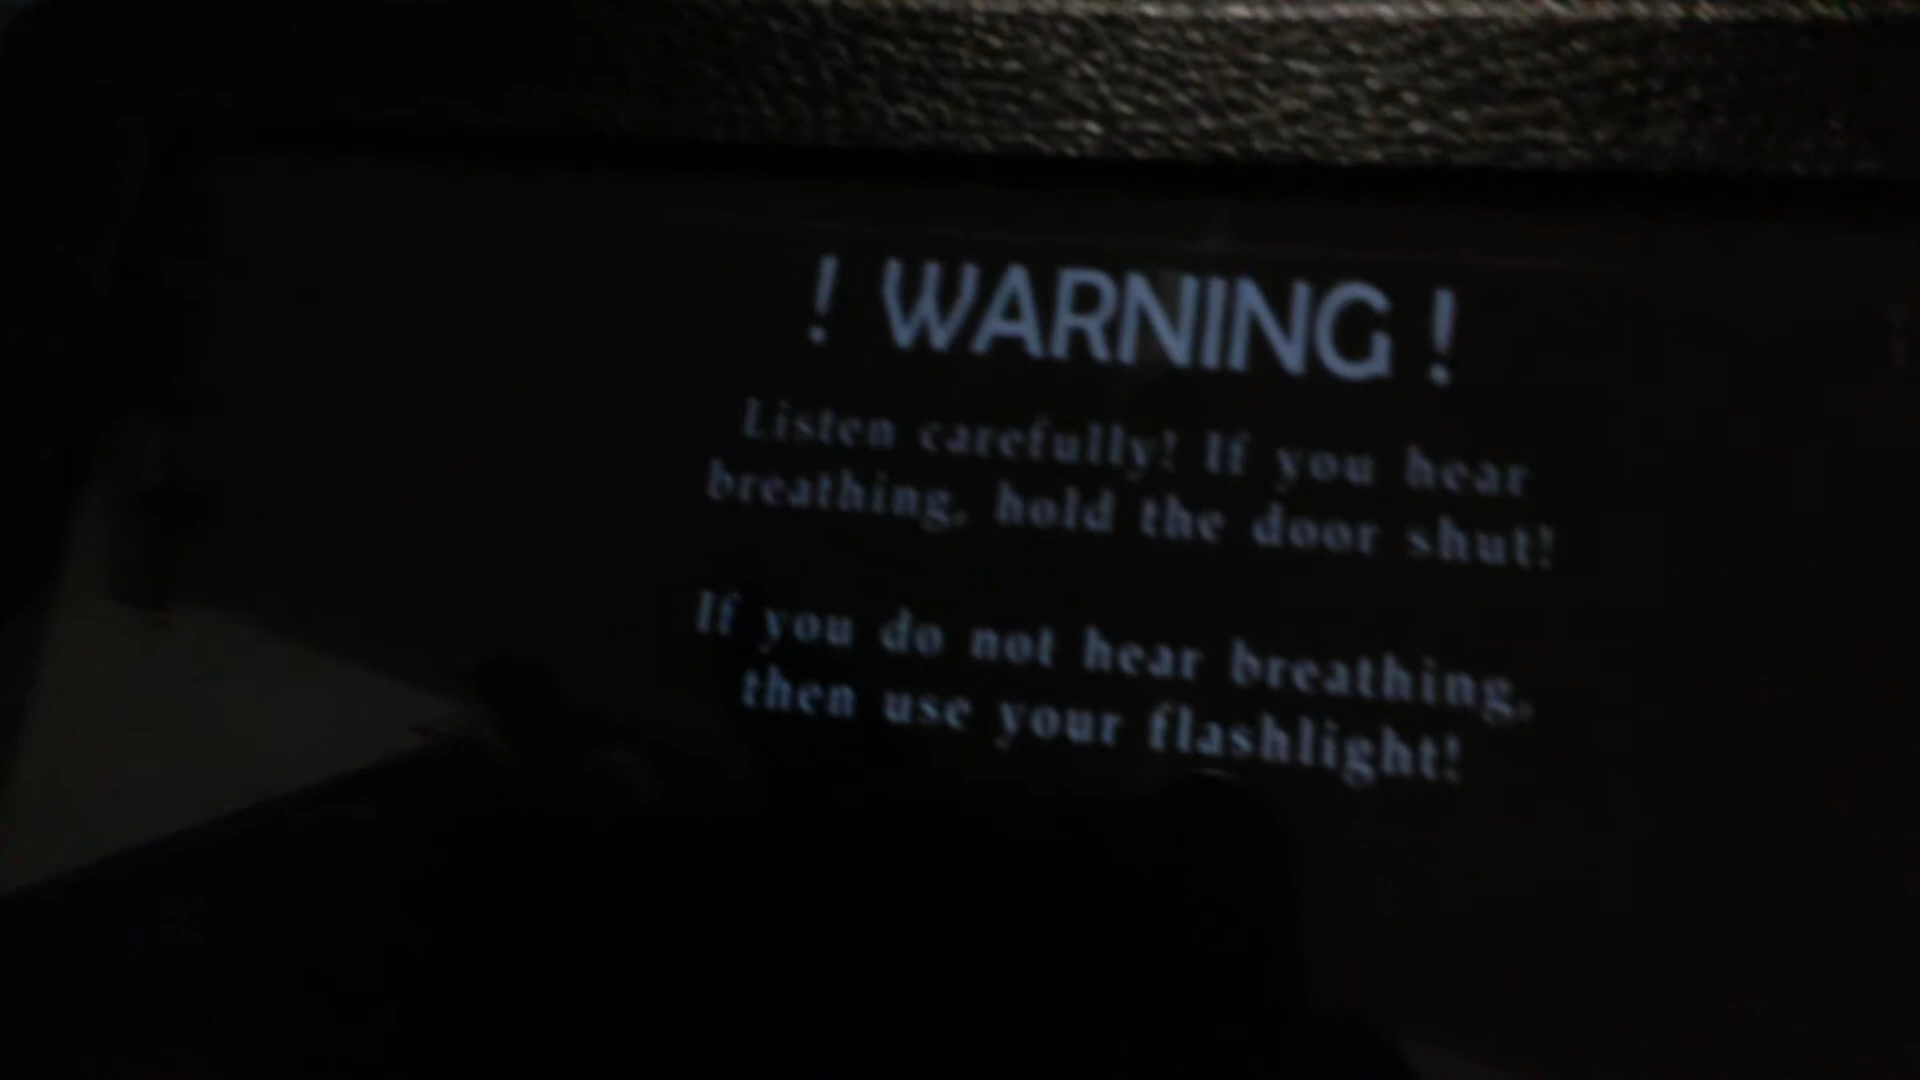 ! WARNING !
Listen carefully! If you hear
breathing, hold the door shut!
If you do not hear breathing,
then use your flashlight!